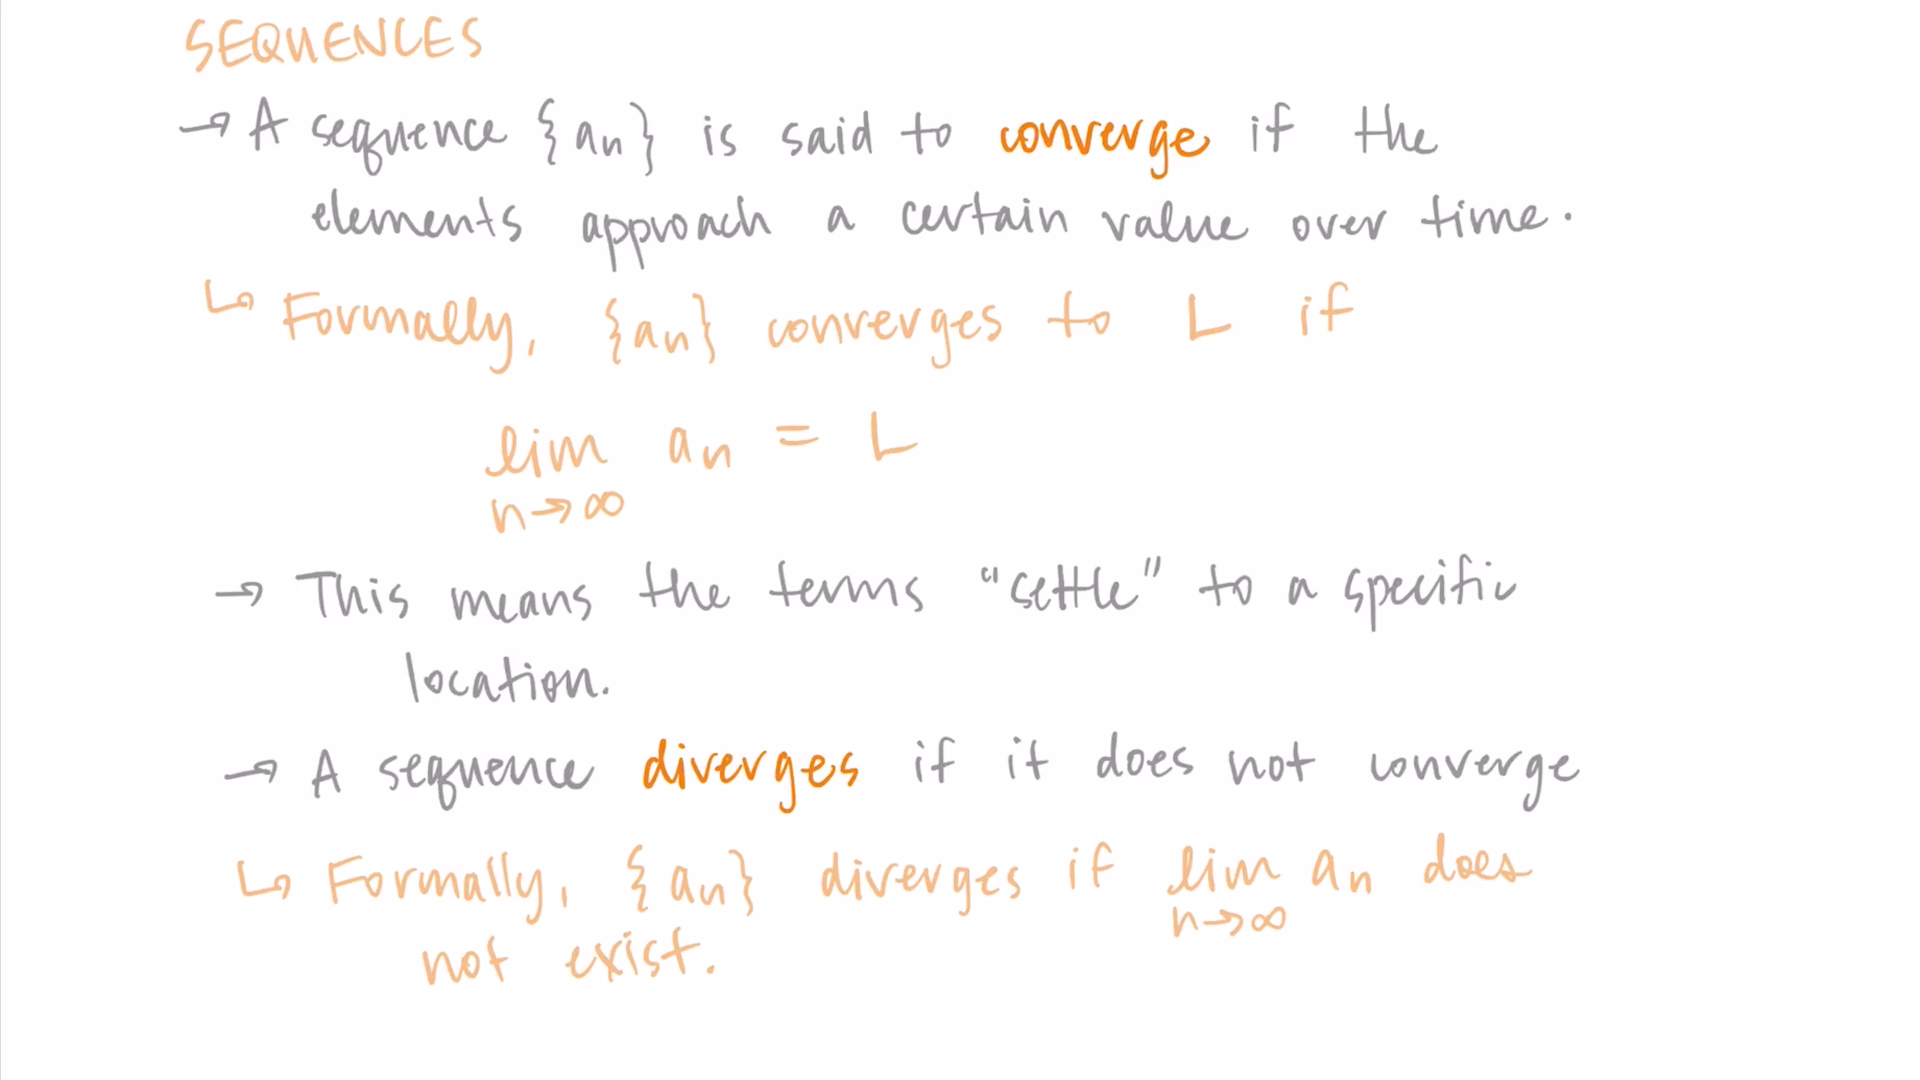 SEQUENCES
→ A sequence {an} is said to converge if the
elements approach a certain value over time.
↳ Formally, {an} converges to L if
lim an = L
n→∞
→ This means the terms "settle" to a specific
location.
→ A sequence diverges if it does not converge
↳ Formally, {an} diverges if lim an does
n→∞
not exist.